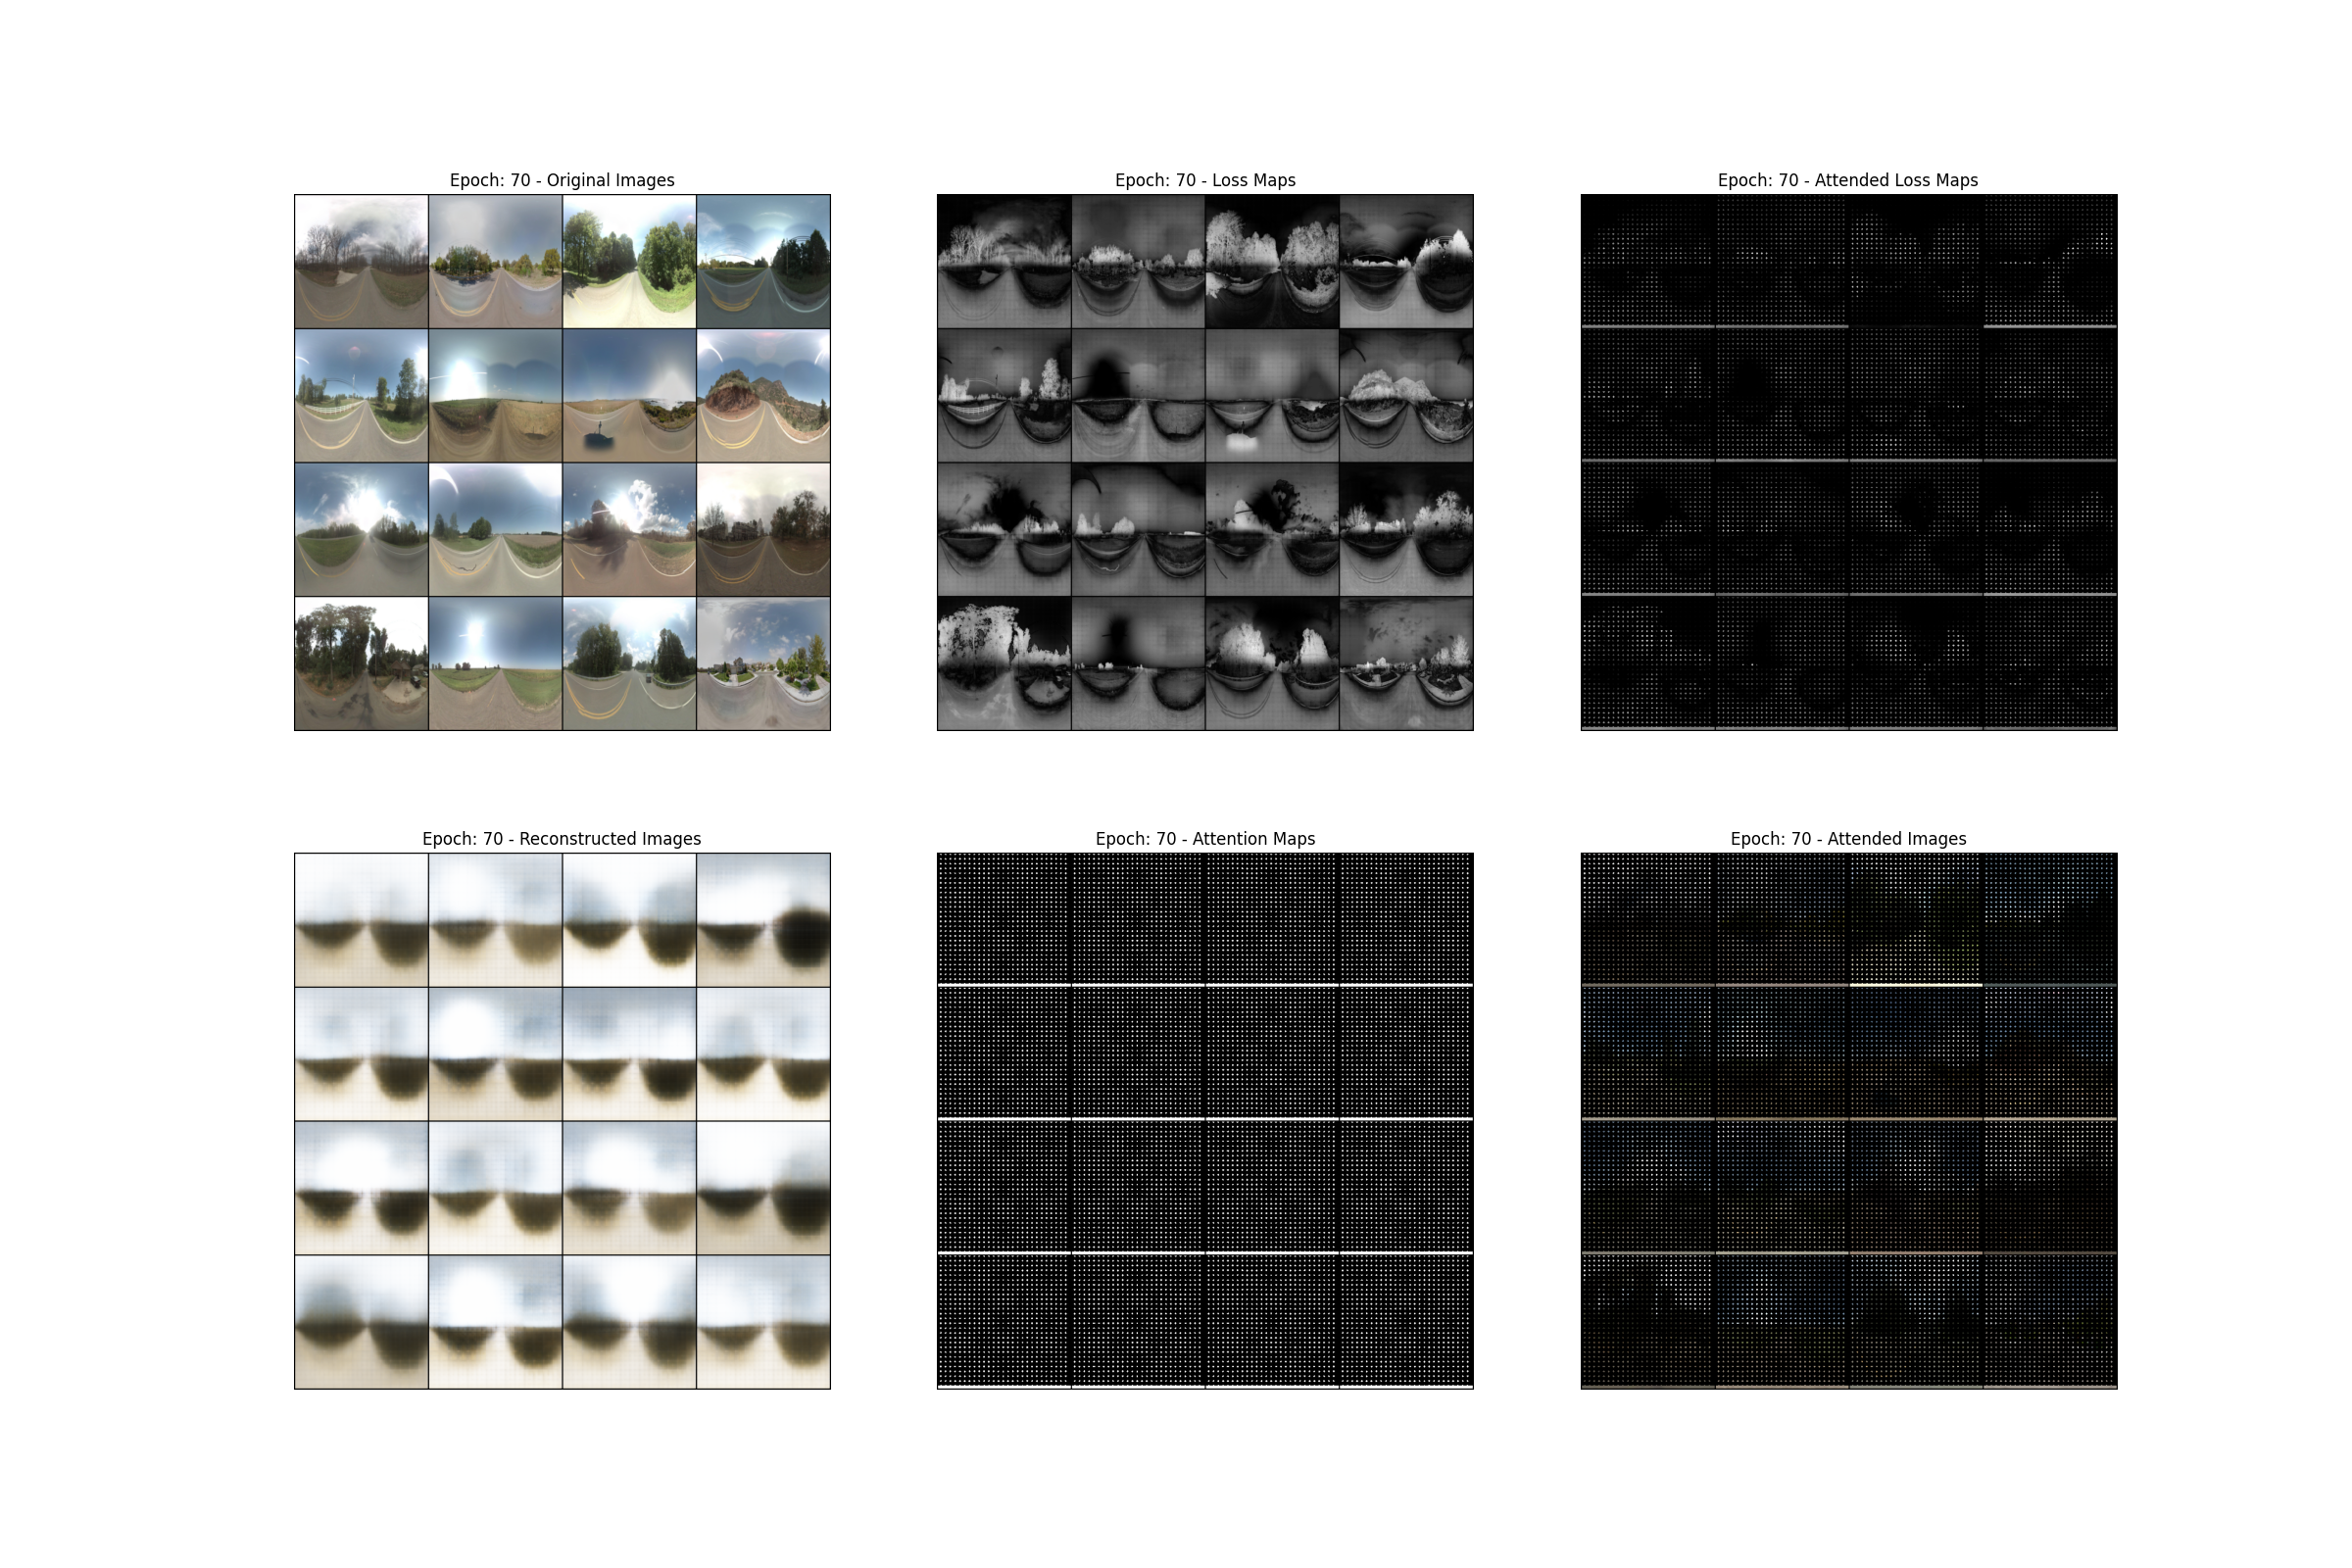 Epoch: 70 - Original Images
Epoch: 70 - Loss Maps
Epoch: 70 - Attended Loss Maps
Epoch: 70 - Reconstructed Images
Epoch: 70 - Attention Maps
Epoch: 70 - Attended Images